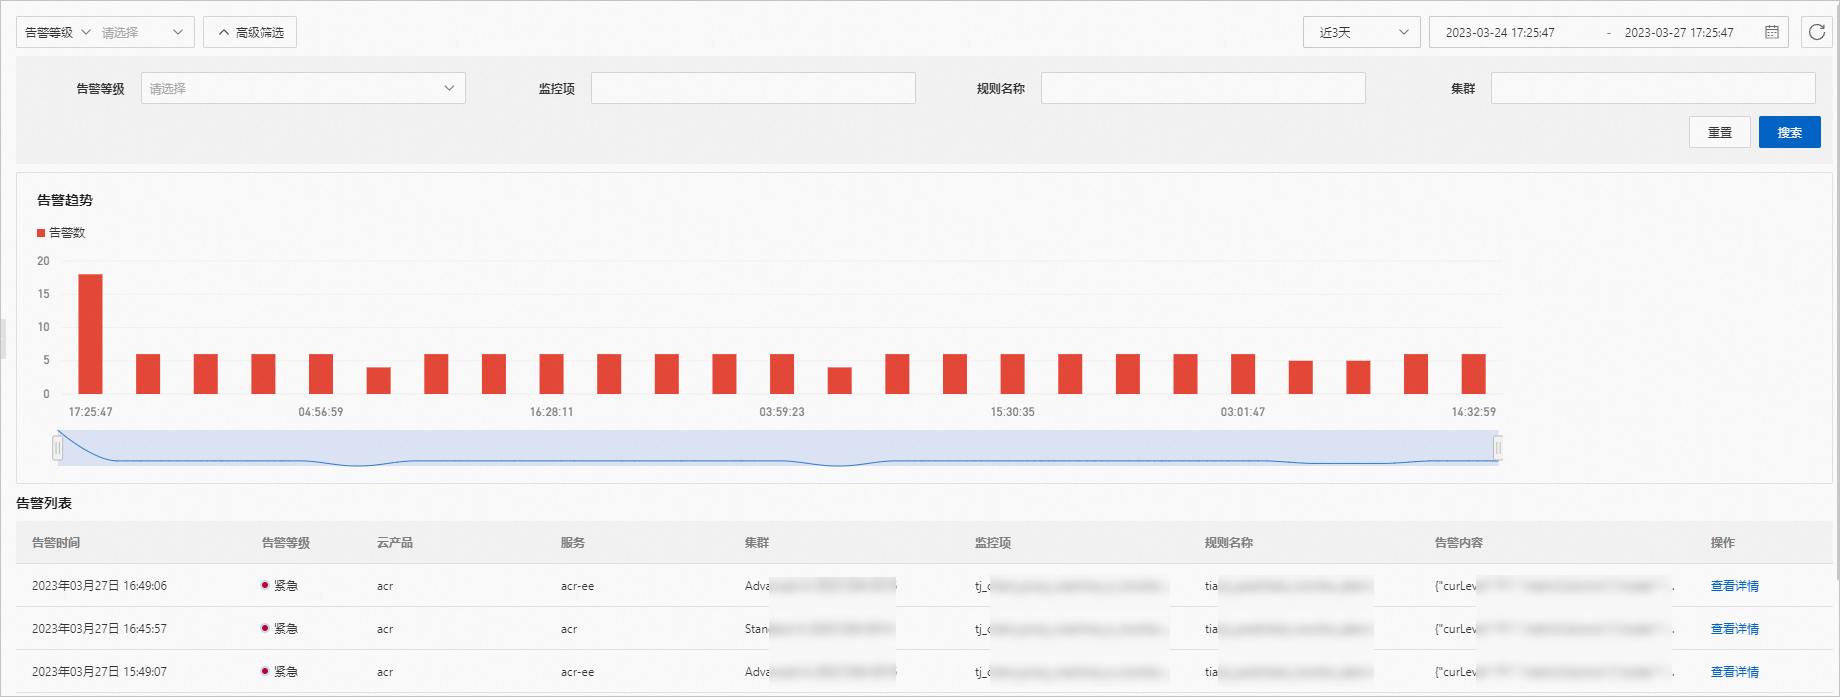 告警等级 请选择 高级筛选 近3天 2023-03-24 17:25:47 - 2023-03-27 17:25:47
告警等级 请选择 监控项 规则名称 集群
重置 搜索
告警趋势
告警数
20
15
10
5
0
17:25:47 04:56:59 16:28:11 03:59:23 15:30:35 03:01:47 14:32:59
告警列表
告警时间 告警等级 云产品 服务 集群 监控项 规则名称 告警内容 操作
2023年03月27日 16:49:06 紧急 acr acr-ee Adva tj_ tia {"curLev 查看详情
2023年03月27日 16:45:57 紧急 acr acr Stan tj_ tia {"curLev 查看详情
2023年03月27日 15:49:07 紧急 acr acr-ee Adva tj_ tia {"curLev 查看详情